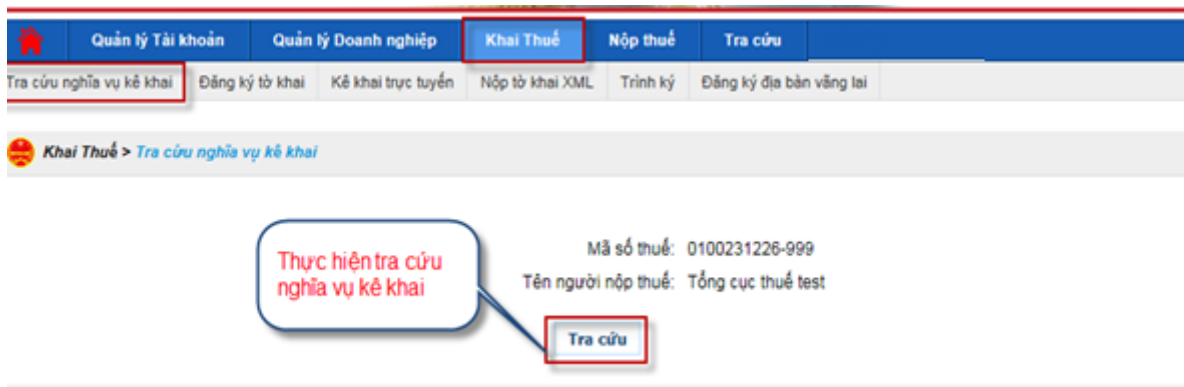 Quản lý Tài khoản Quản lý Doanh nghiệp Khai Thuế Nộp thuế Tra cứu
Tra cứu nghĩa vụ kê khai Đăng ký tờ khai Kê khai trực tuyến Nộp tờ khai XML Trình ký Đăng ký địa bàn vãng lai
Khai Thuế > Tra cứu nghĩa vụ kê khai
Thực hiện tra cứu
nghĩa vụ kê khai
Mã số thuế: 0100231226-999
Tên người nộp thuế: Tổng cục thuế test
Tra cứu